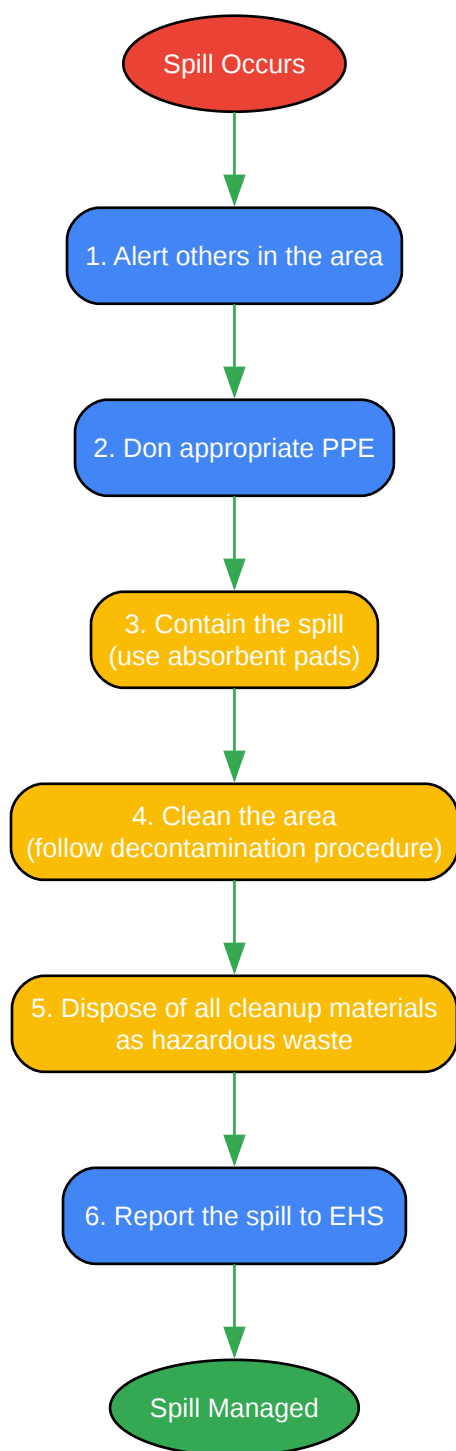 Spill Occurs
1. Alert others in the area
2. Don appropriate PPE
3. Contain the spill
(use absorbent pads)
4. Clean the area
(follow decontamination procedure)
5. Dispose of all cleanup materials
as hazardous waste
6. Report the spill to EHS
Spill Managed